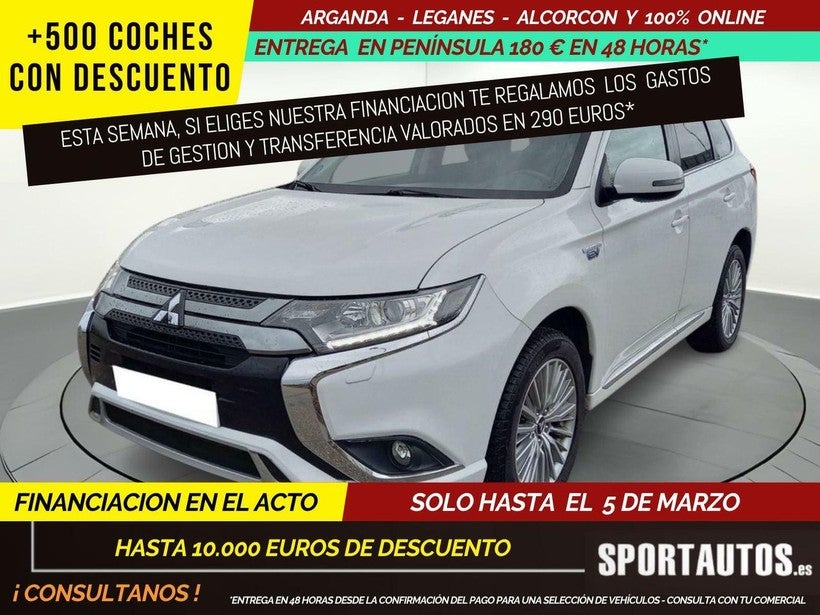 +500 COCHES
CON DESCUENTO
ARGANDA - LEGANES - ALCORCON Y 100% ONLINE
ENTREGA EN PENÍNSULA 180 € EN 48 HORAS*
ESTA SEMANA, SI ELIGES NUESTRA FINANCIACION TE REGALAMOS LOS GASTOS
DE GESTION Y TRANSFERENCIA VALORADOS EN 290 EUROS*
FINANCIACION EN EL ACTO
SOLO HASTA EL 5 DE MARZO
HASTA 10.000 EUROS DE DESCUENTO
SPORTAUTOS.es
¡ CONSULTANOS !
*ENTREGA EN 48 HORAS DESDE LA CONFIRMACIÓN DEL PAGO PARA UNA SELECCIÓN DE VEHÍCULOS - CONSULTA CON TU COMERCIAL